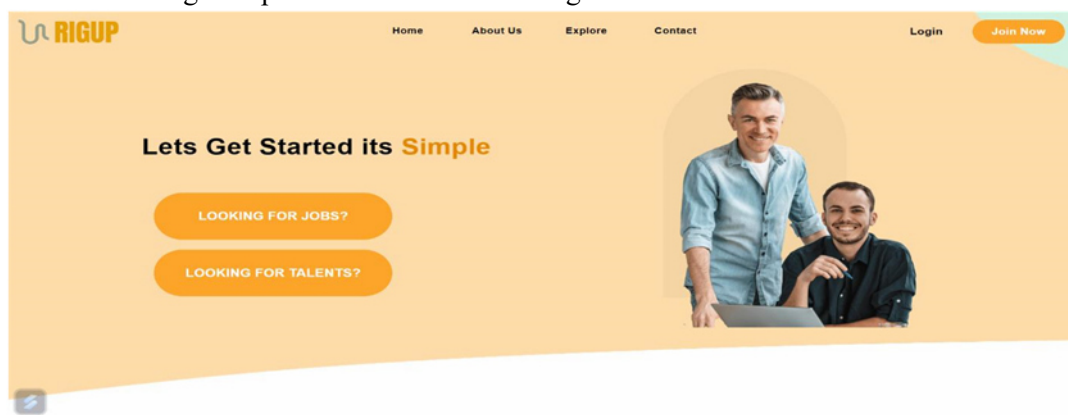 RIGUP
Home About Us Explore Contact
Login Join Now
Lets Get Started its Simple
LOOKING FOR JOBS?
LOOKING FOR TALENTS?